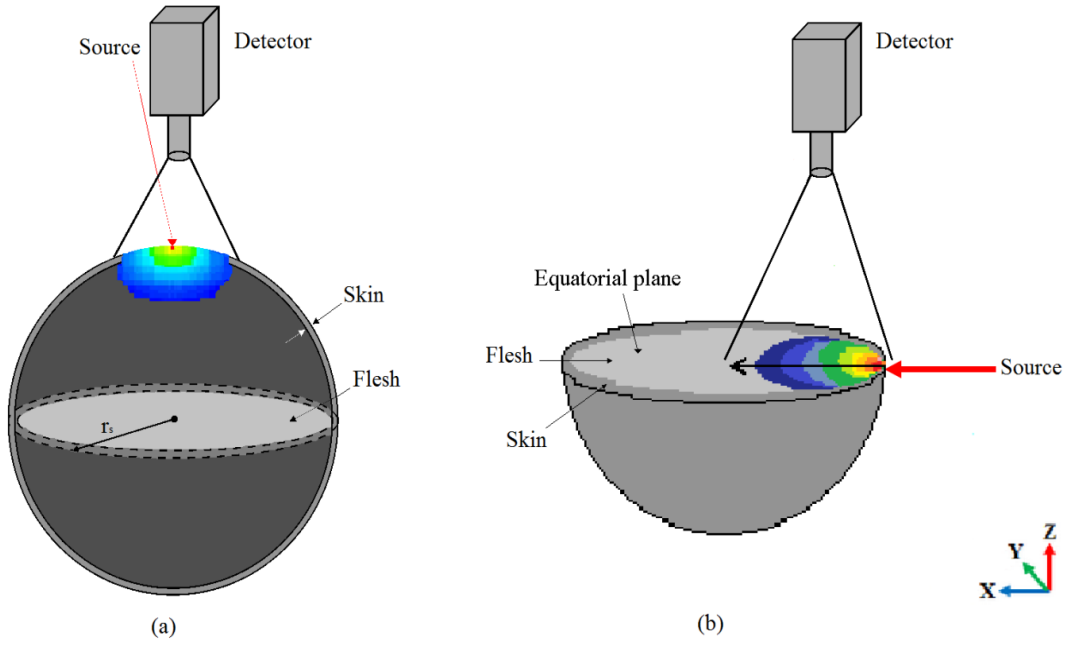 Source
Detector
Skin
Flesh
rs
(a)
Detector
Equatorial plane
Flesh
Source
Skin
Z
Y
X
(b)